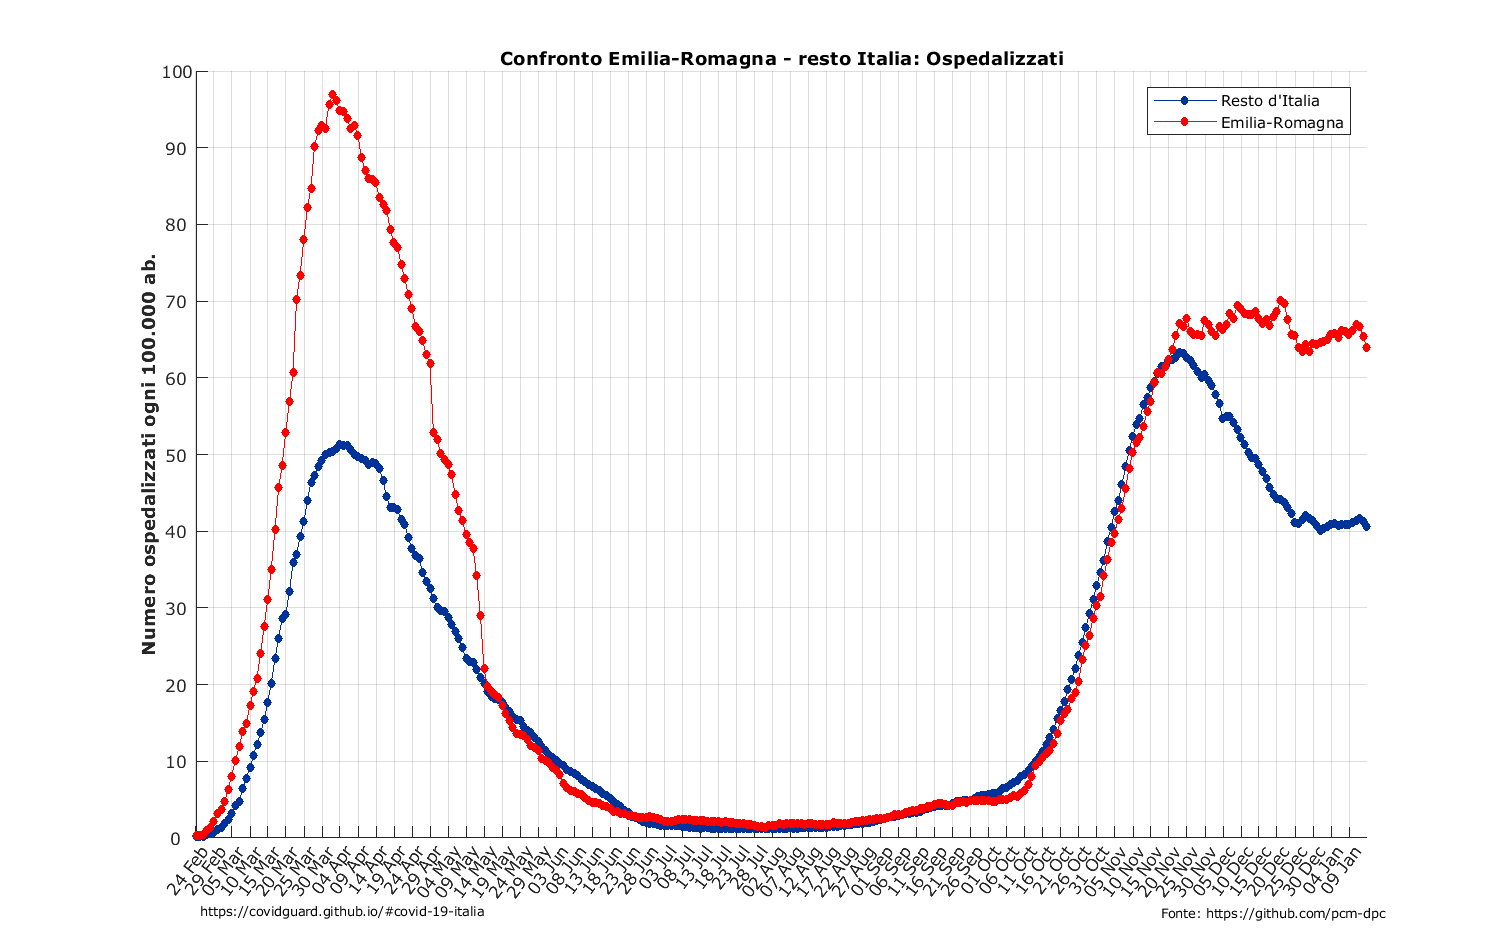 Confronto Emilia-Romagna - resto Italia: Ospedalizzati
Resto d'Italia
Emilia-Romagna
Numero ospedalizzati ogni 100.000 ab.
100
90
80
70
60
50
40
30
20
10
0
24 Feb
29 Feb
05 Mar
10 Mar
15 Mar
20 Mar
25 Mar
30 Mar
04 Apr
09 Apr
14 Apr
19 Apr
24 Apr
29 Apr
04 May
09 May
14 May
19 May
24 May
29 May
03 Jun
08 Jun
13 Jun
18 Jun
23 Jun
28 Jun
03 Jul
08 Jul
13 Jul
18 Jul
23 Jul
28 Jul
02 Aug
07 Aug
12 Aug
17 Aug
22 Aug
27 Aug
01 Sep
06 Sep
11 Sep
16 Sep
21 Sep
26 Sep
01 Oct
06 Oct
11 Oct
16 Oct
21 Oct
26 Oct
31 Oct
05 Nov
10 Nov
15 Nov
20 Nov
25 Nov
30 Nov
05 Dec
10 Dec
15 Dec
20 Dec
25 Dec
30 Dec
04 Jan
09 Jan
https://covidguard.github.io/#covid-19-italia
Fonte: https://github.com/pcm-dpc